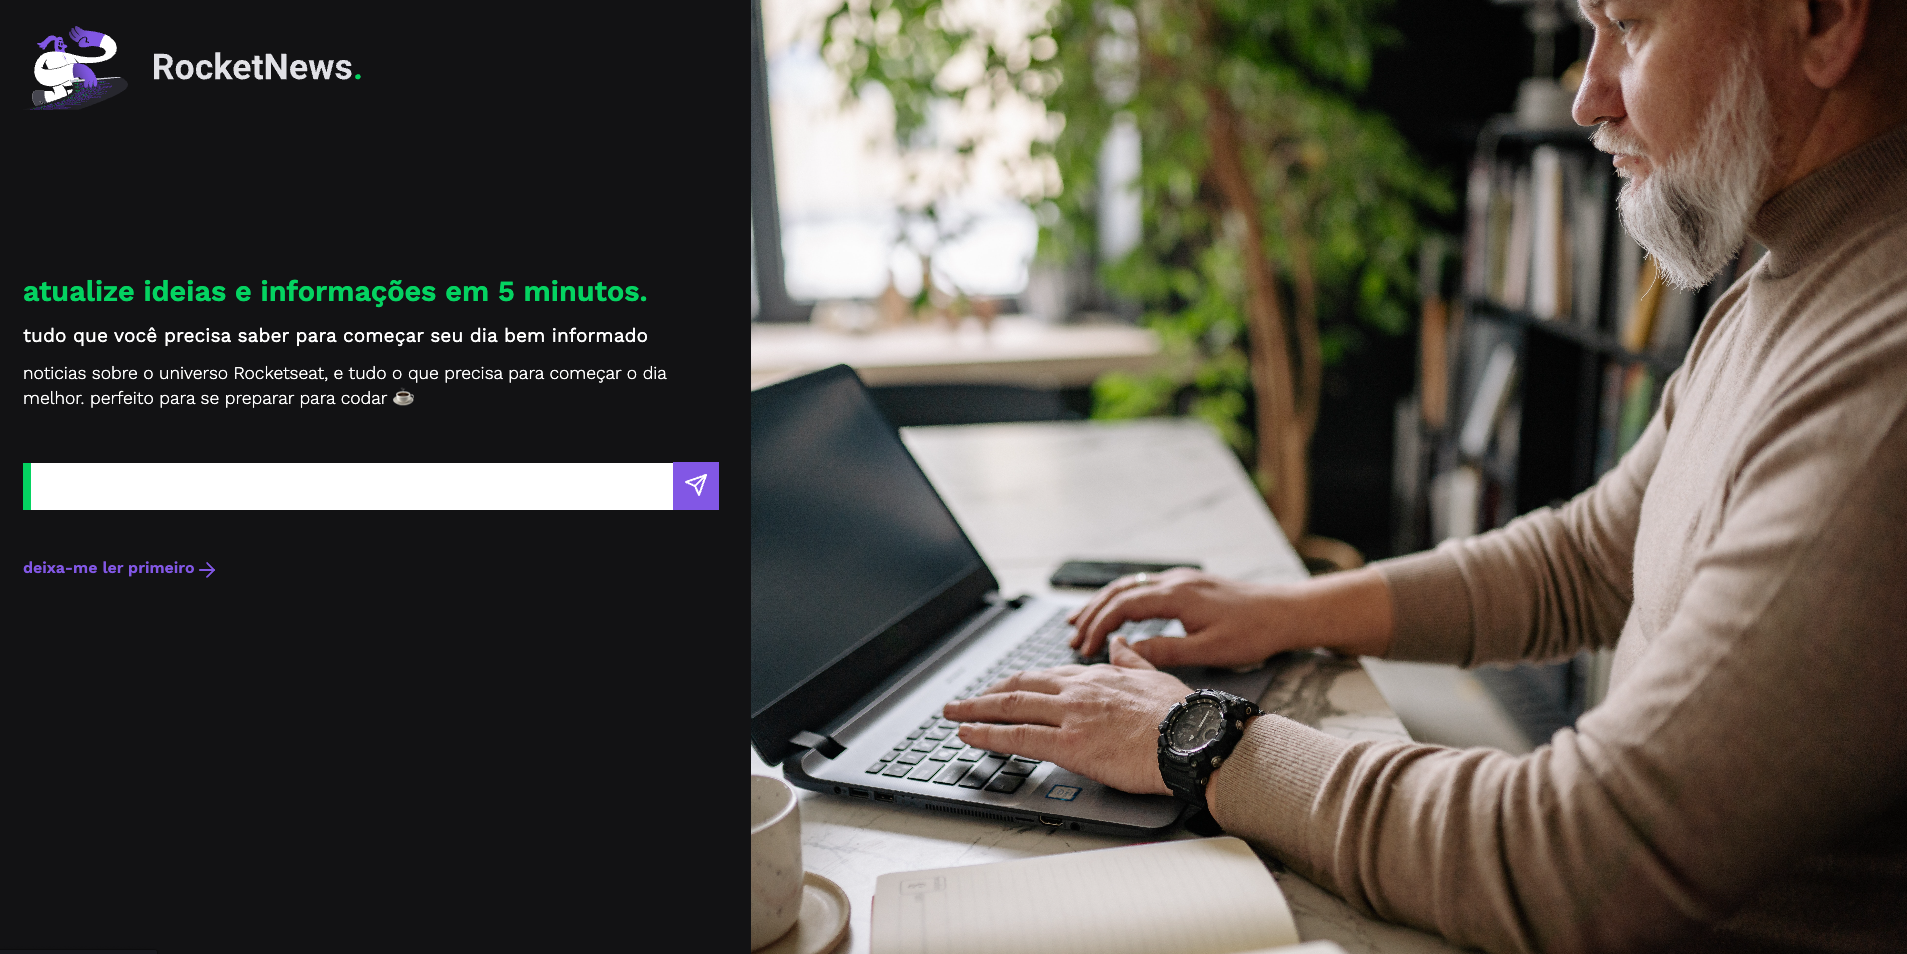 RocketNews.
atualize ideias e informações em 5 minutos.
tudo que você precisa saber para começar seu dia bem informado
noticias sobre o universo Rocketseat, e tudo o que precisa para começar o dia
melhor. perfeito para se preparar para codar ☕
deixa-me ler primeiro →